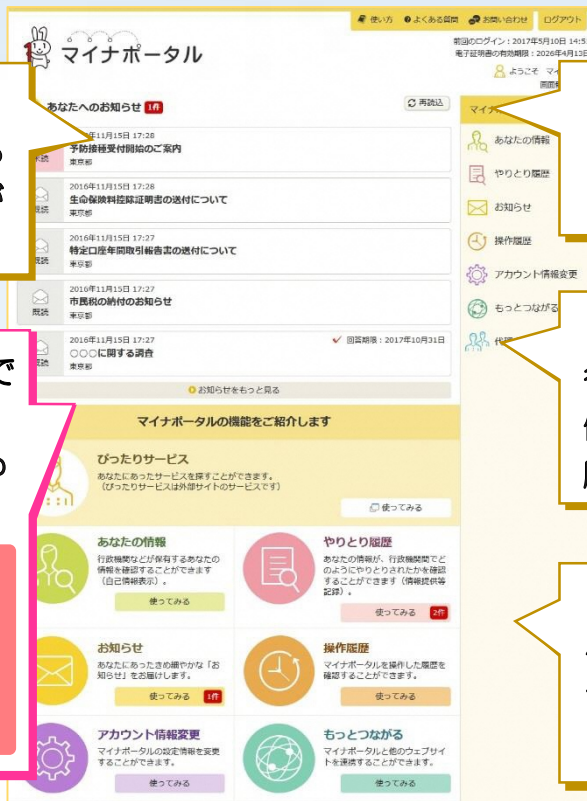 使い方 よくある質問 お問い合わせ ログアウト
マイナポータル
前回のログイン：2017年5月10日 14:5
電子証明書の有効期限：2026年4月13日
ようこそ マイ
あなたへのお知らせ 1件
再読込
11月15日 17:28
予防接種受付開始のご案内
東京都
未読
2016年11月15日 17:28
生命保険料控除証明書の送付について
東京都
既読
2016年11月15日 17:27
特定口座年間取引報告書の送付について
東京都
既読
2016年11月15日 17:27
市民税の納付のお知らせ
東京都
既読
2016年11月15日 17:27
○○○に関する調査
東京都
回答期限：2017年10月31日
お知らせをもっと見る
あなたの情報
やりとり履歴
お知らせ
操作履歴
アカウント情報変更
もっとつながる
マイナポータルの機能をご紹介します
ぴったりサービス
あなたにあったサービスを探すことができます。
（ぴったりサービスは外部サイトのサービスです）
使ってみる
あなたの情報
行政機関などが保有するあなたの
情報を確認することができます
（自己情報表示）。
使ってみる
やりとり履歴
あなたの情報が、行政機関間でど
のようにやりとりされたかを確認
することができます（情報提供等
記録）。
使ってみる 2件
お知らせ
あなたにあったきめ細やかな「お
知らせ」をお届けします。
使ってみる 1件
操作履歴
マイナポータルを操作した履歴を
確認することができます。
使ってみる
アカウント情報変更
マイナポータルの設定情報を変更
することができます。
使ってみる
もっとつながる
マイナポータルと他のウェブサイ
トを連携することができます。
使ってみる